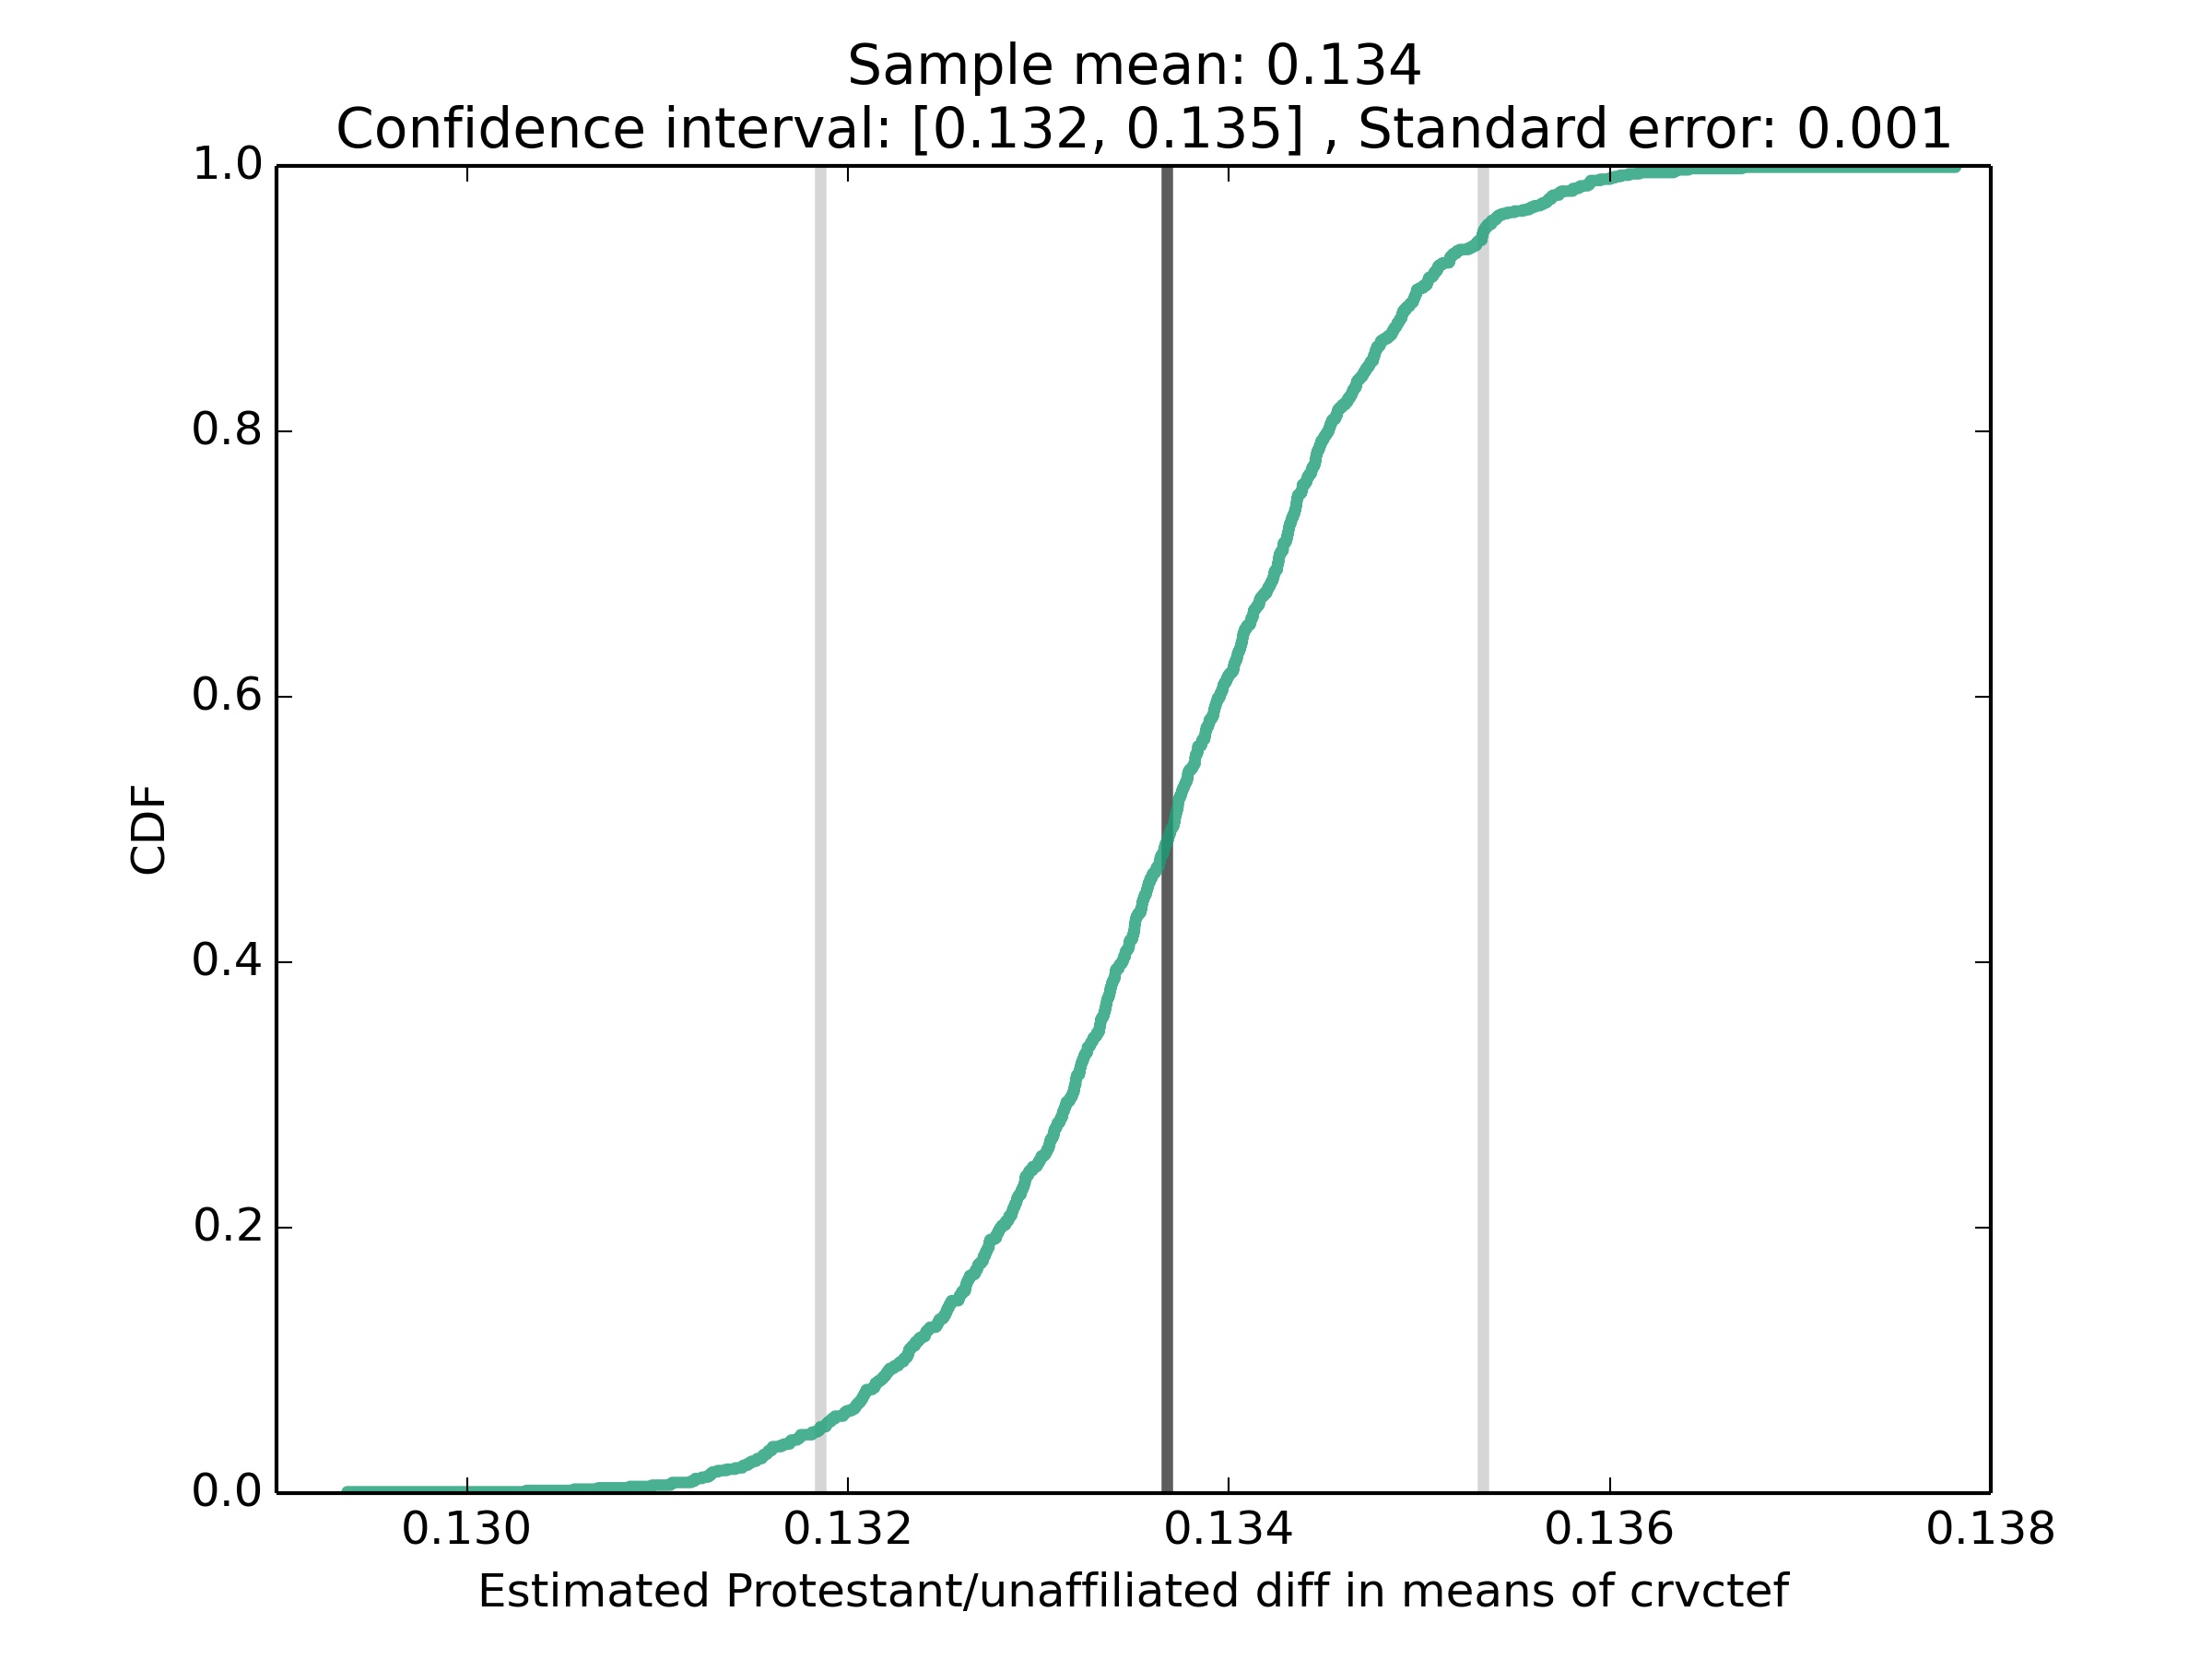 Sample mean: 0.134
Confidence interval: [0.132, 0.135] , Standard error: 0.001
1.0
0.8
0.6
0.4
0.2
0.0
CDF
0.130 0.132 0.134 0.136 0.138
Estimated Protestant/unaffiliated diff in means of crvctef